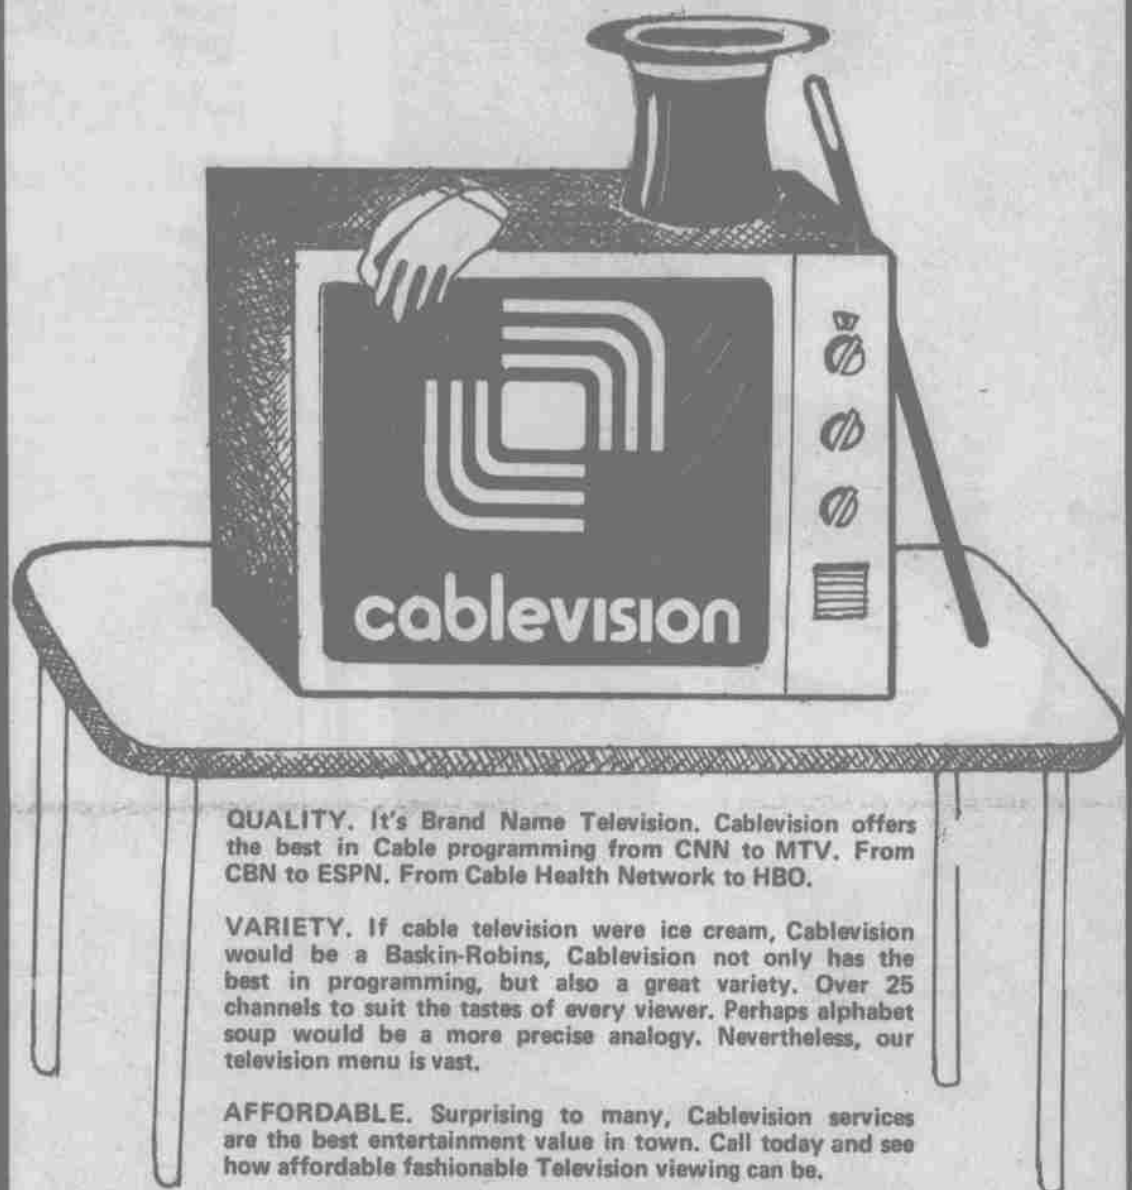 cablevision
QUALITY. It's Brand Name Television. Cablevision offers
the best in Cable programming from CNN to MTV. From
CBN to ESPN. From Cable Health Network to HBO.
VARIETY. If cable television were ice cream, Cablevision
would be a Baskin-Robins, Cablevision not only has the
best in programming, but also a great variety. Over 25
channels to suit the tastes of every viewer. Perhaps alphabet
soup would be a more precise analogy. Nevertheless, our
television menu is vast.
AFFORDABLE. Surprising to many, Cablevision services
are the best entertainment value in town. Call today and see
how affordable fashionable Television viewing can be.